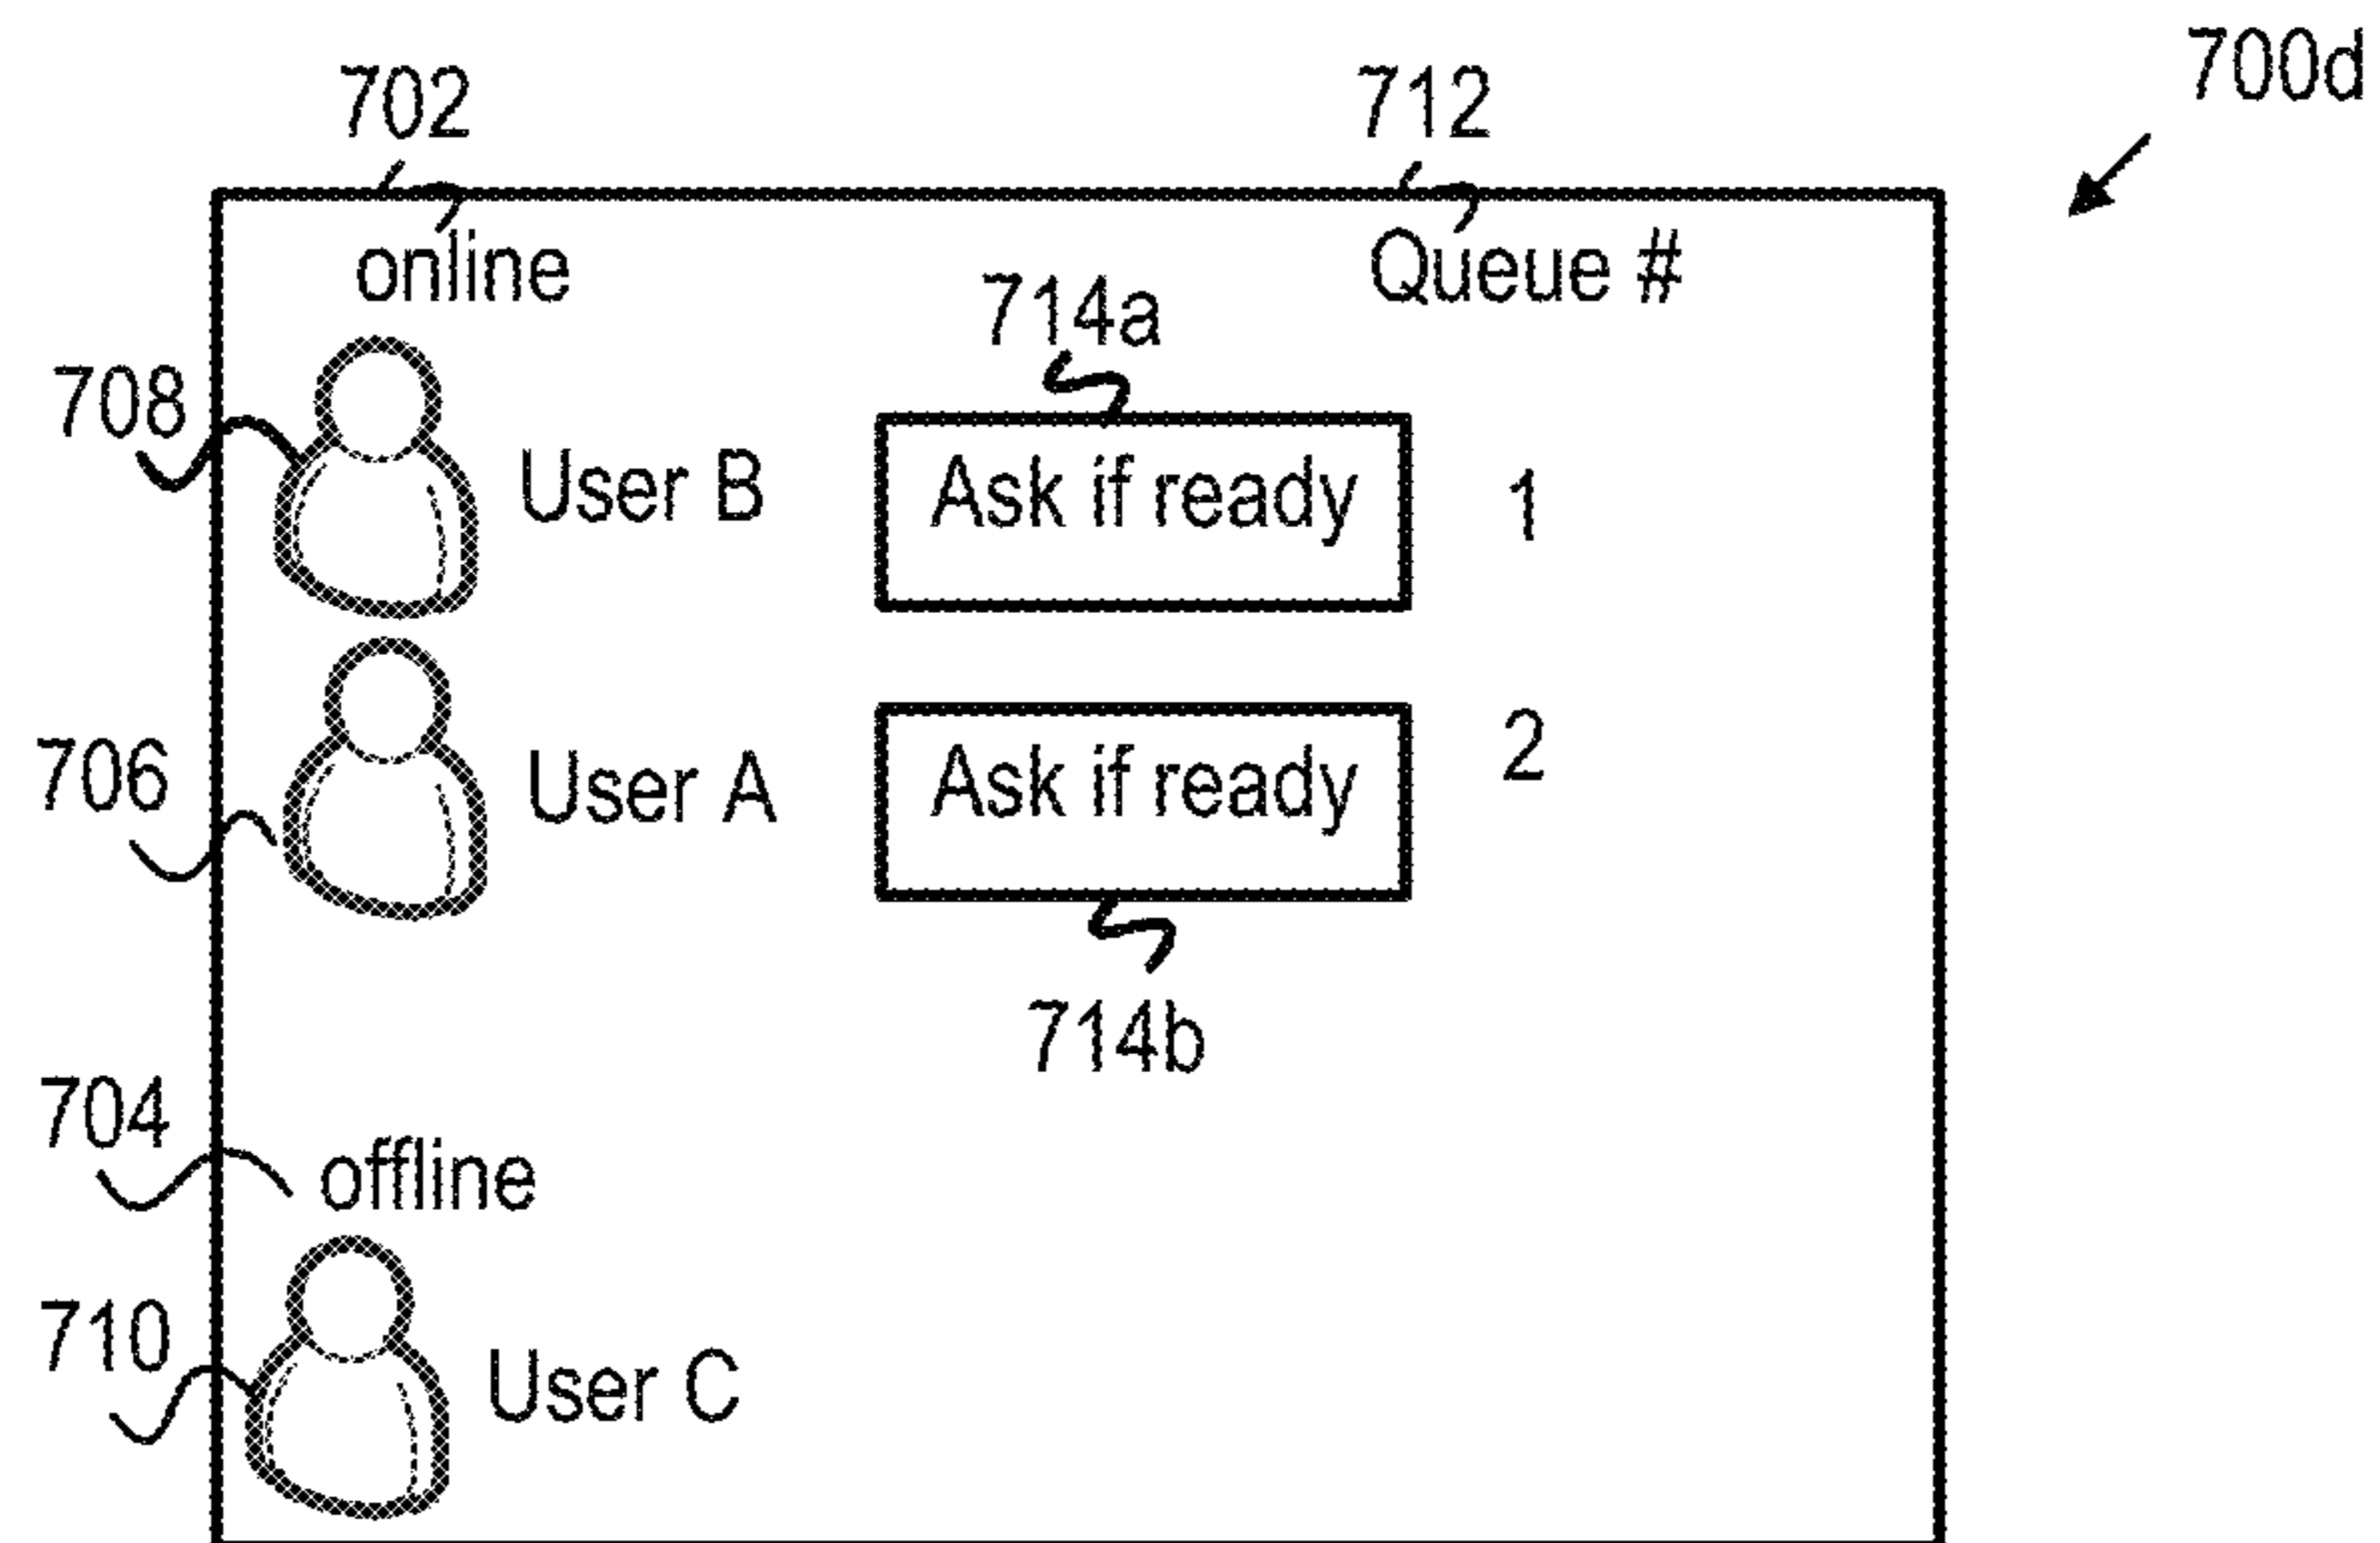 700d
702 712
online Queue #
714a
708 User B Ask if ready 1
706 User A Ask if ready 2
714b
704
offline
710 User C